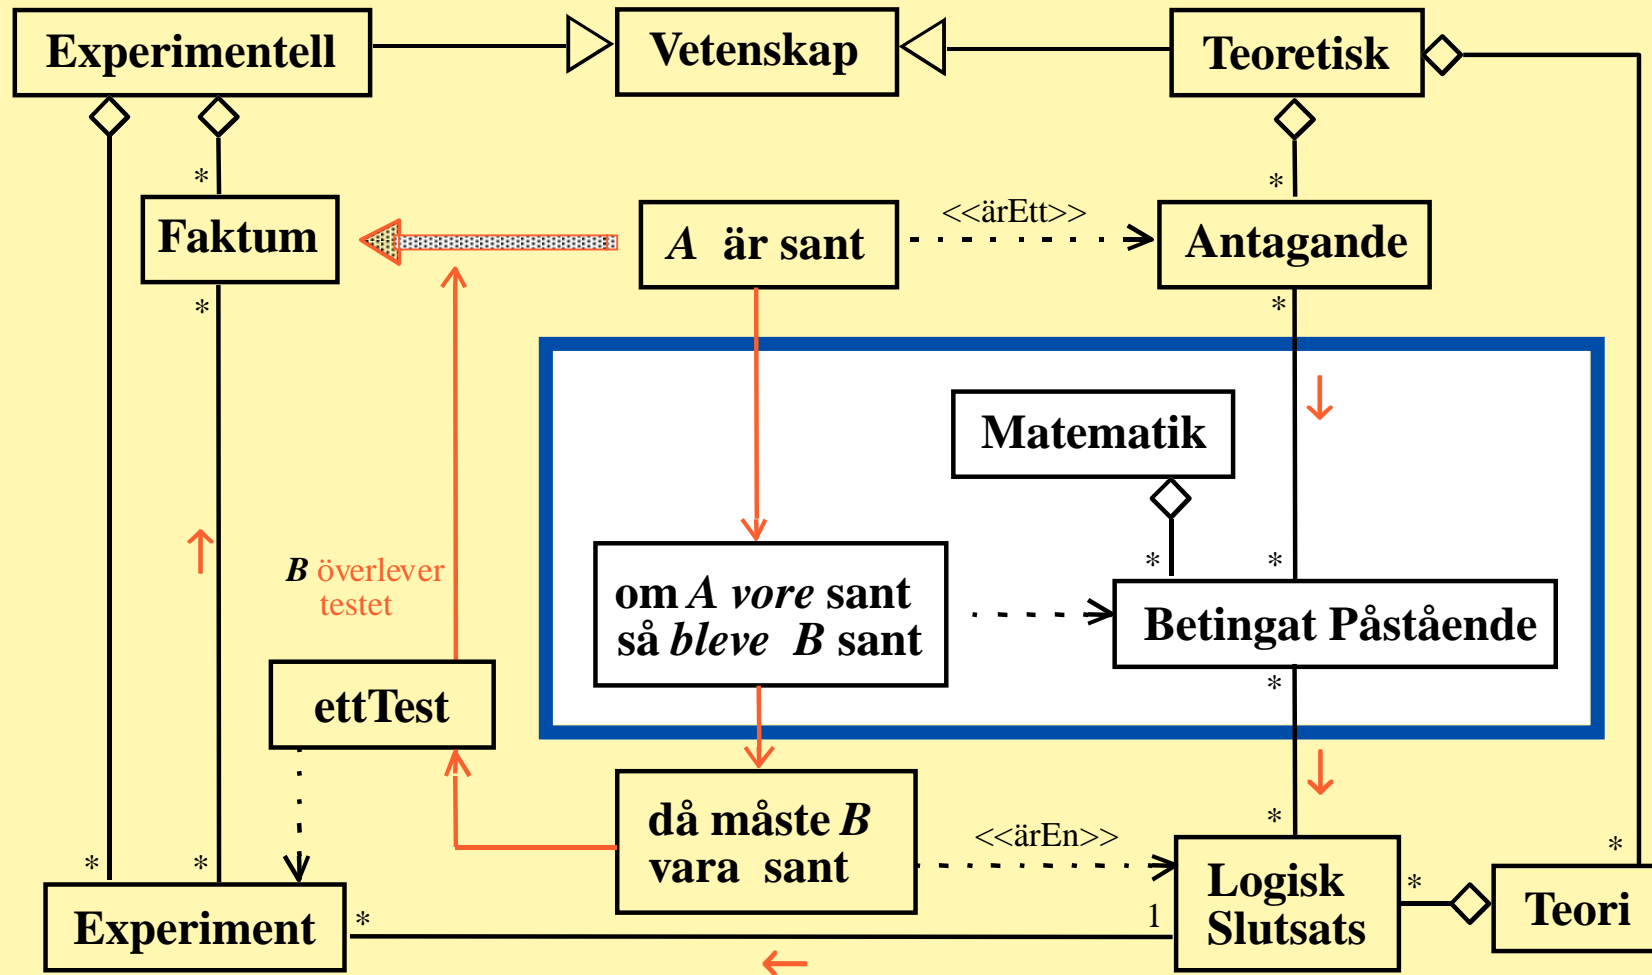 Experimentell
Vetenskap
Teoretisk
*
*
Faktum
A är sant
<<ärEtt>>
Antagande
*
*
Matematik
*
*
B överlever
testet
om A vore sant
så bleve B sant
Betingat Påstående
*
ettTest
då måste B
vara sant
<<ärEn>>
*
*
*
*
Logisk
Slutsats
*
Teori
Experiment
*
1